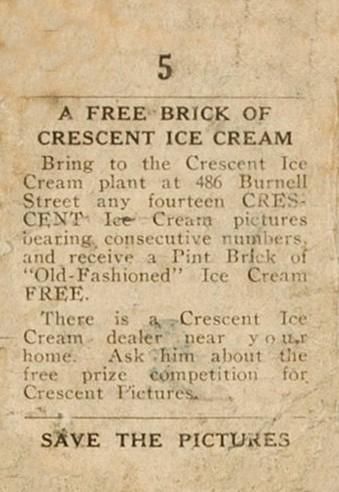 5
A FREE BRICK OF
CRESCENT ICE CREAM
Bring to the Crescent Ice
Cream plant at 486 Burnell
Street any fourteen CRES-
CENT Ice Cream pictures
bearing consecutive numbers,
and receive a Pint Brick of
"Old-Fashioned" Ice Cream
FREE.
There is a Crescent Ice
Cream dealer near your
home. Ask him about the
free prize competition for
Crescent Pictures.
SAVE THE PICTURES